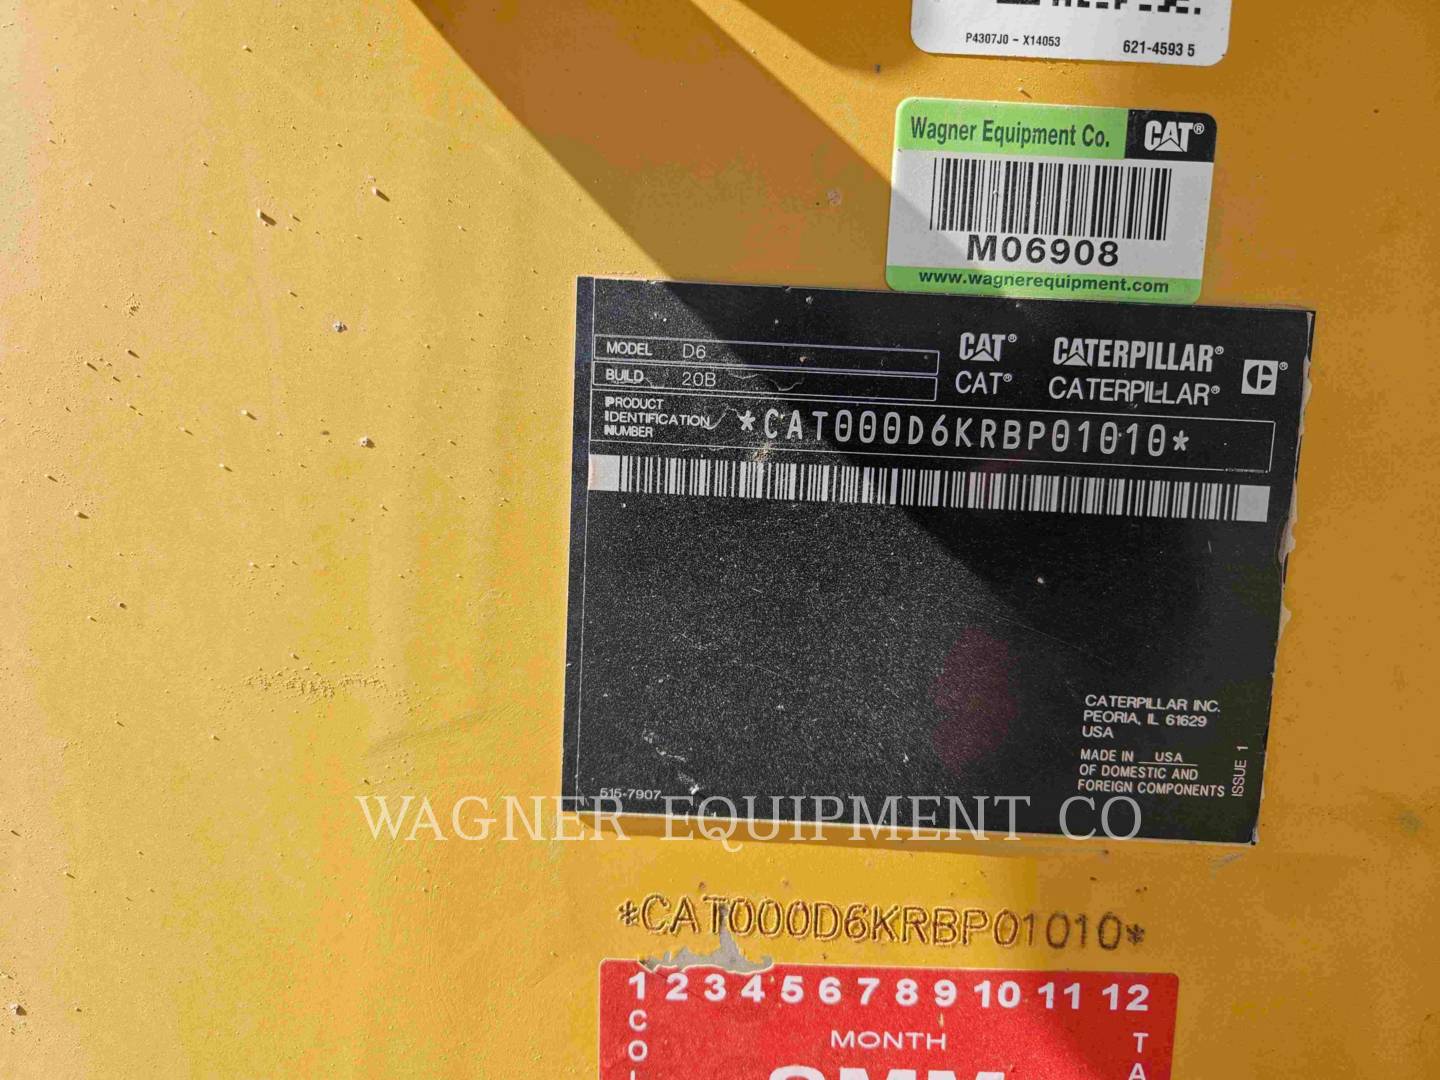 P4307J0 - X14053 621-4593 5
Wagner Equipment Co. CAT®
M06908
www.wagnerequipment.com
MODEL D6
BUILD 20B
CAT® CATERPILLAR®
CAT® CATERPILLAR®
PRODUCT
IDENTIFICATION
NUMBER
*CAT000D6KRBP01010*
CATERPILLAR INC.
PEORIA, IL 61629
USA
MADE IN USA
OF DOMESTIC AND
FOREIGN COMPONENTS
ISSUE 1
515-7907
WAGNER EQUIPMENT CO
*CAT000D6KRBP01010*
1 2 3 4 5 6 7 8 9 10 11 12
MONTH